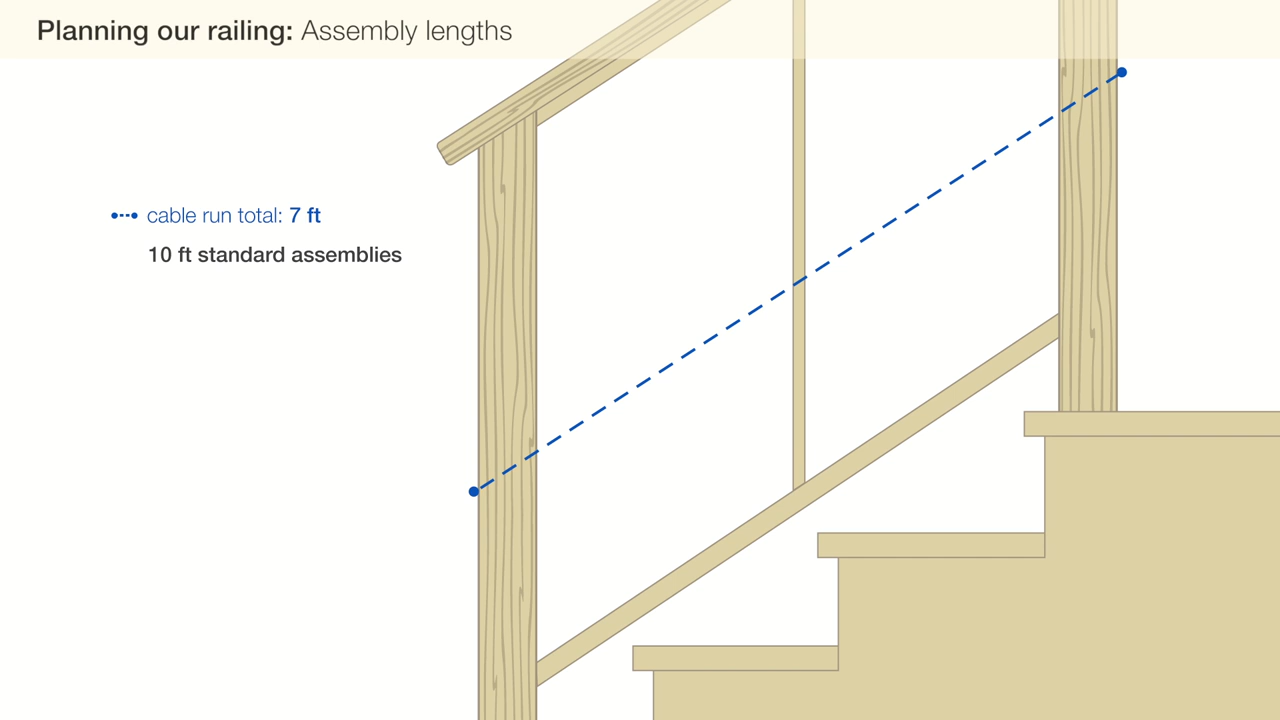 Planning our railing: Assembly lengths
cable run total: 7 ft
10 ft standard assemblies